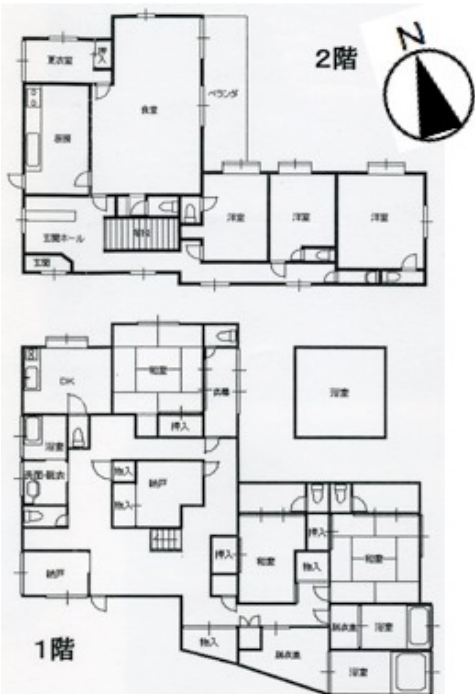 N
2階
更衣室
押入
食堂
ベランダ
厨房
洋室
洋室
洋室
玄関ホール
階段
玄関
DK
和室
広縁
浴室
押入
浴室
洗面・脱衣
物入
納戸
物入
納戸
押入
和室
押入
物入
和室
脱衣室
浴室
物入
脱衣室
浴室
1階